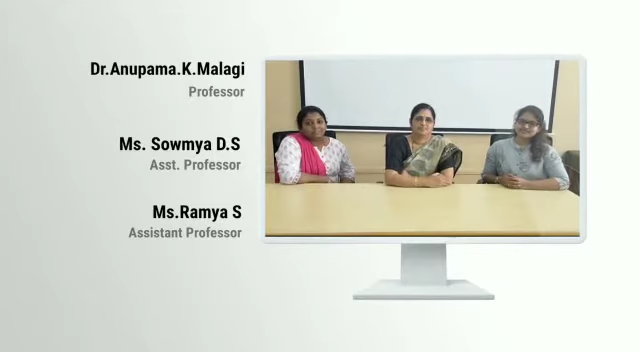 Dr.Anupama.K.Malagi
Professor
Ms. Sowmya D.S
Asst. Professor
Ms.Ramya S
Assistant Professor